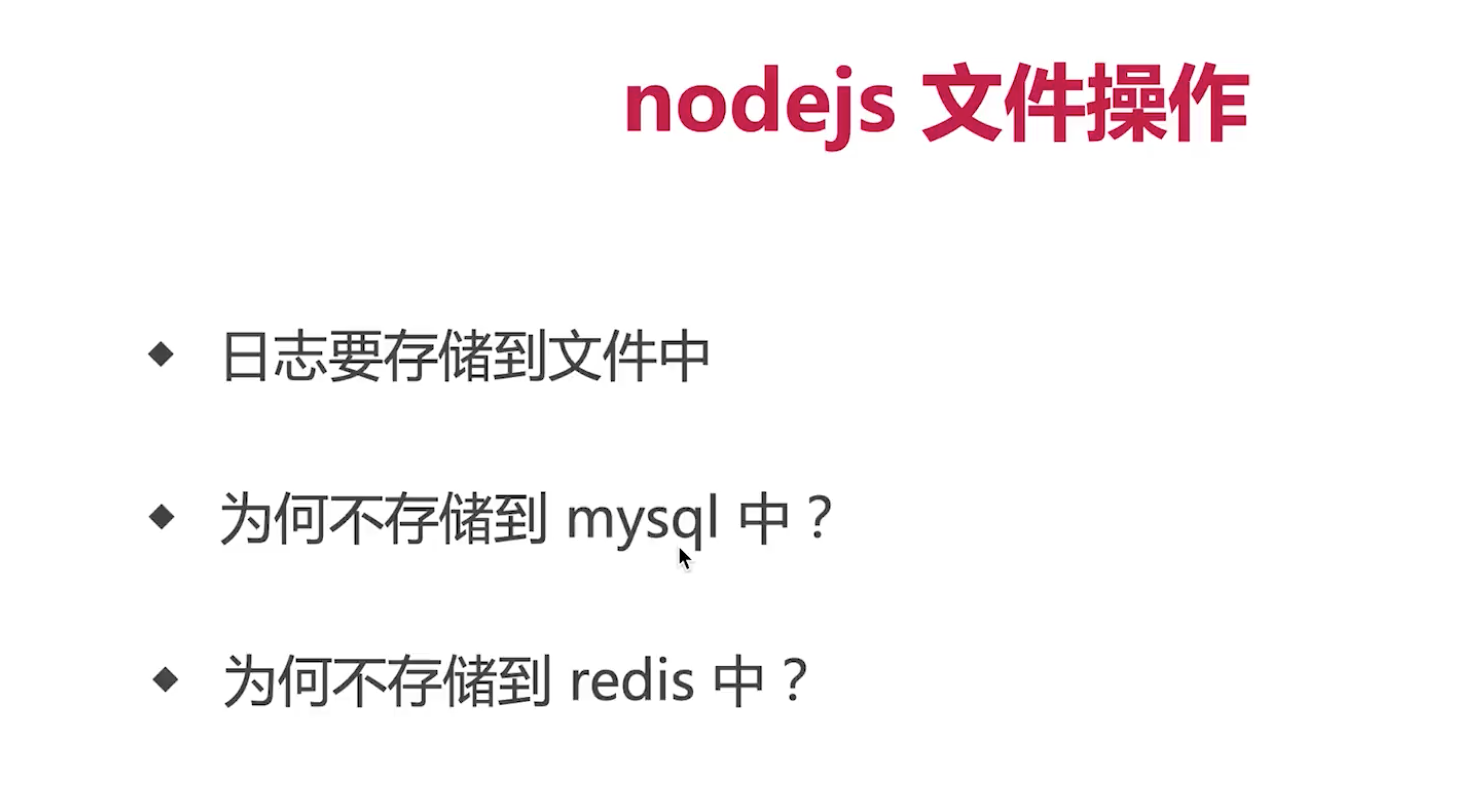 nodejs 文件操作
日志要存储到文件中
为何不存储到 mysql 中？
为何不存储到 redis 中？